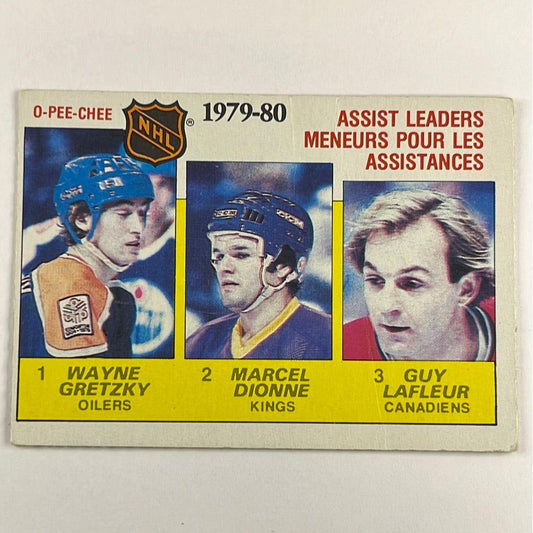 O-PEE-CHEE
NHL
®
1979-80
ASSIST LEADERS
MENEURS POUR LES
ASSISTANCES
1 WAYNE
GRETZKY
OILERS
2 MARCEL
DIONNE
KINGS
3 GUY
LAFLEUR
CANADIENS